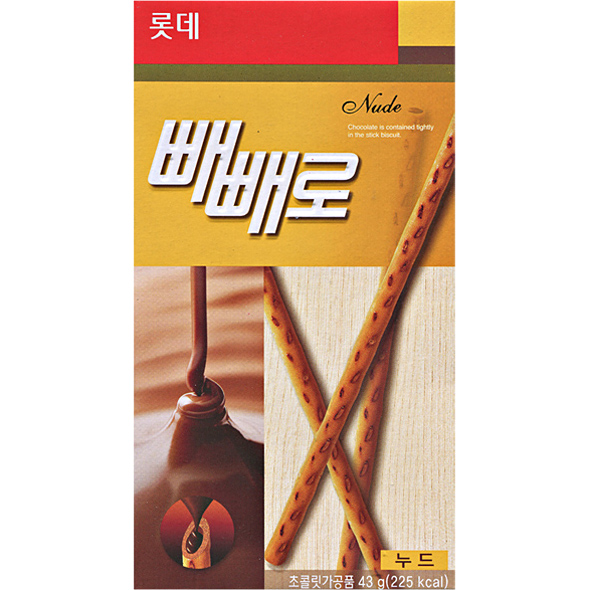 롯데
Nude
Chocolate is contained tightly
in the stick biscuit.
빼빼로
누드
초콜릿가공품 43 g(225 kcal)